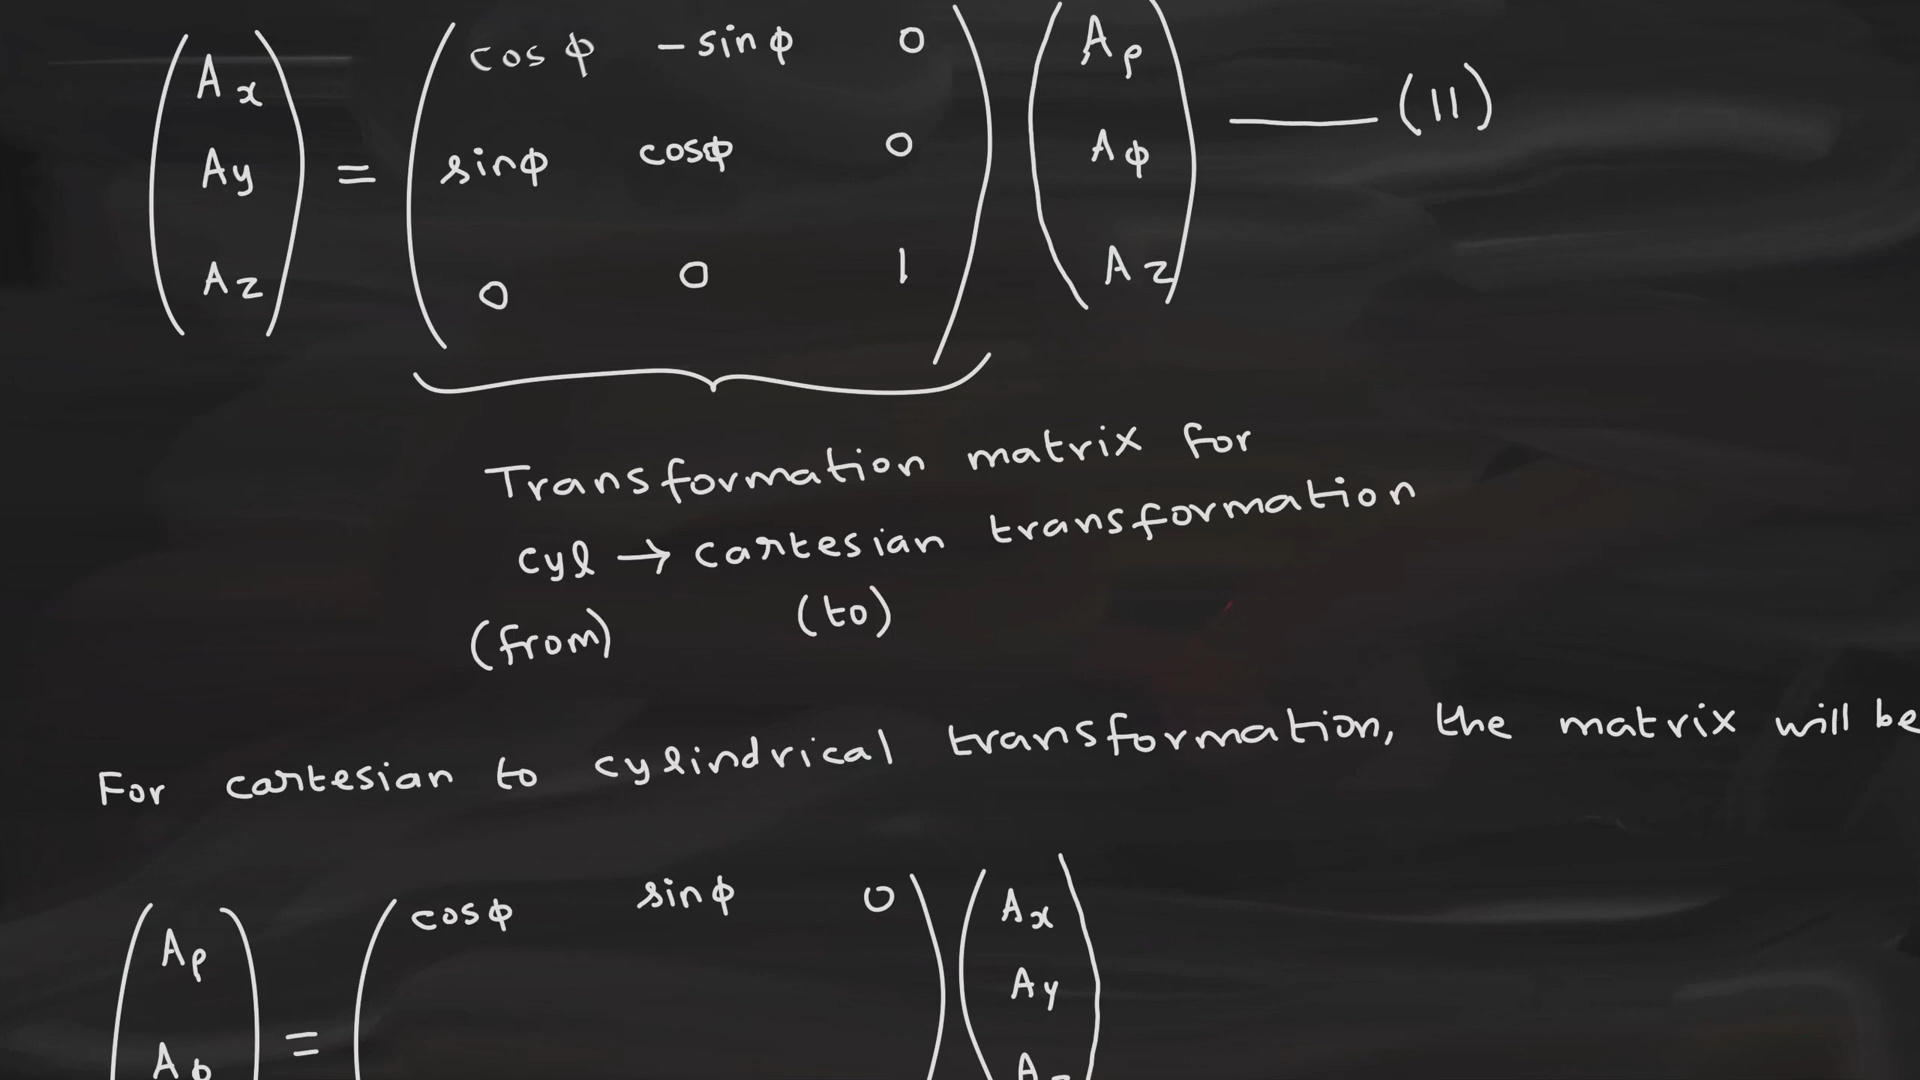 (Ax Ay Az) = (cos φ -sin φ 0
sinφ cosφ 0
0 0 1) (Aρ Aφ Az) —— (11)
Transformation matrix for
cyl → cartesian transformation
(from) (to)
For cartesian to cylindrical transformation, the matrix will be
(Aρ Aφ = (cosφ sinφ 0) (Ax Ay